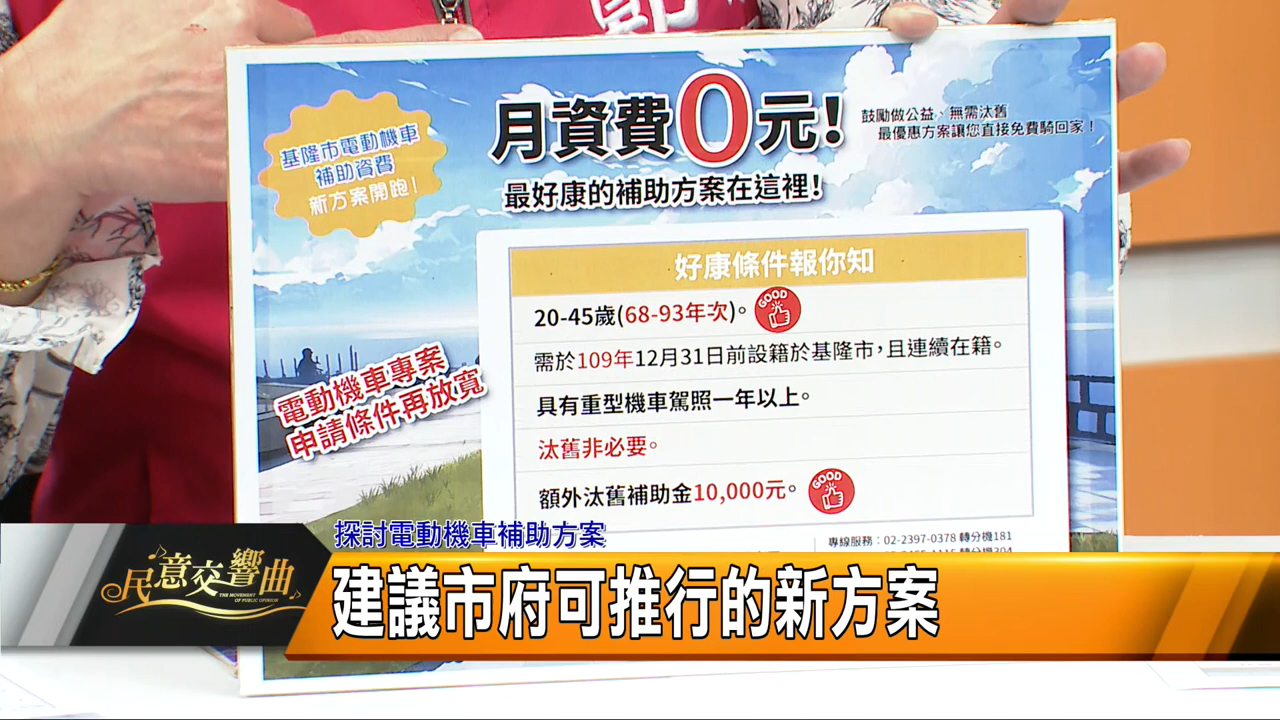 節
基隆市電動機車
補助資費
新方案開跑！
月資費0元！
鼓勵做公益、無需汰舊
最優惠方案讓您直接免費騎回家！
最好康的補助方案在這裡！
好康條件報你知
20-45歲(68-93年次)。
GOOD
需於109年12月31日前設籍於基隆市，且連續在籍。
具有重型機車駕照一年以上。
汰舊非必要。
額外汰舊補助金10,000元。
GOOD
電動機車專案
申請條件再放寬
專線服務：02-2397-0378 轉分機181
探討電動機車補助方案
建議市府可推行的新方案
民意交響曲
THE MOVEMENT
OF PUBLIC OPINION